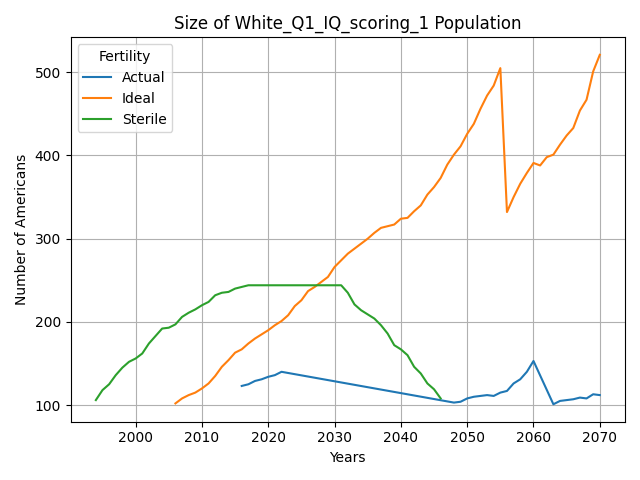 Size of White_Q1_IQ_scoring_1 Population
Fertility
Actual
Ideal
Sterile
Number of Americans
500
400
300
200
100
2000 2010 2020 2030 2040 2050 2060 2070
Years